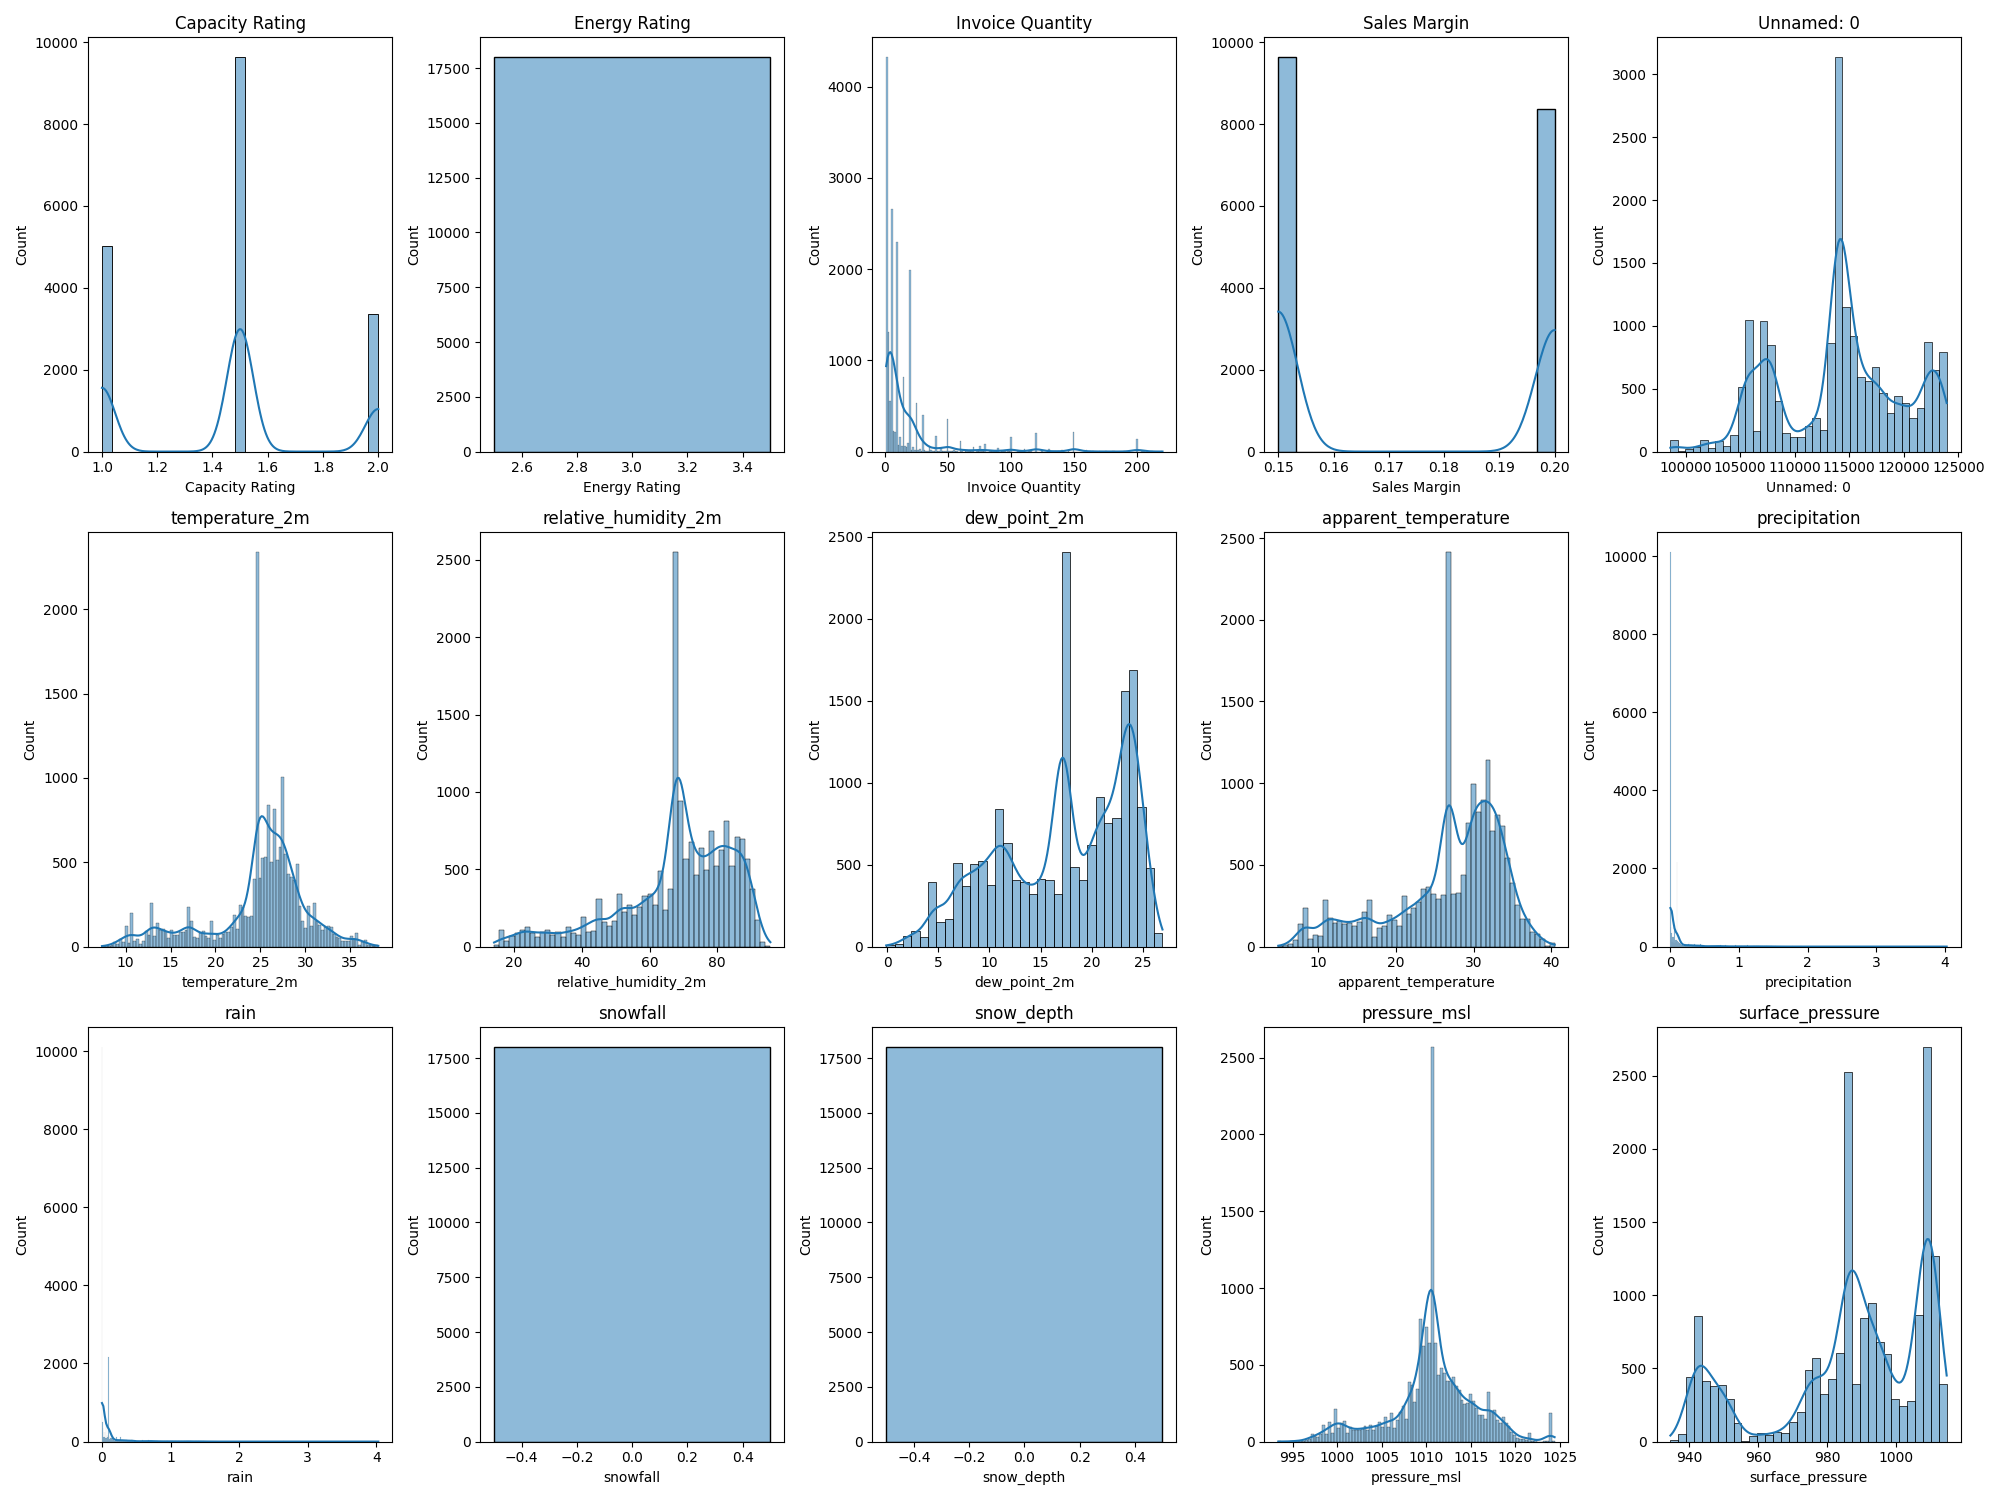 Capacity Rating
Energy Rating
Invoice Quantity
Sales Margin
Unnamed: 0
10000
8000
6000
4000
2000
0
Count
1.0 1.2 1.4 1.6 1.8 2.0
Capacity Rating
17500
15000
12500
10000
7500
5000
2500
0
Count
2.6 2.8 3.0 3.2 3.4
Energy Rating
4000
3000
2000
1000
0
Count
0 50 100 150 200
Invoice Quantity
10000
8000
6000
4000
2000
0
Count
0.15 0.16 0.17 0.18 0.19 0.20
Sales Margin
3000
2500
2000
1500
1000
500
0
Count
100000 105000 110000 115000 120000 125000
Unnamed: 0
temperature_2m
relative_humidity_2m
dew_point_2m
apparent_temperature
precipitation
2000
1500
1000
500
0
Count
10 15 20 25 30 35
temperature_2m
2500
2000
1500
1000
500
0
Count
20 40 60 80
relative_humidity_2m
2500
2000
1500
1000
500
0
Count
0 5 10 15 20 25
dew_point_2m
2500
2000
1500
1000
500
0
Count
10 20 30 40
apparent_temperature
10000
8000
6000
4000
2000
0
Count
0 1 2 3 4
precipitation
rain
snowfall
snow_depth
pressure_msl
surface_pressure
10000
8000
6000
4000
2000
0
Count
0 1 2 3 4
rain
17500
15000
12500
10000
7500
5000
2500
0
Count
−0.4 −0.2 0.0 0.2 0.4
snowfall
17500
15000
12500
10000
7500
5000
2500
0
Count
−0.4 −0.2 0.0 0.2 0.4
snow_depth
2500
2000
1500
1000
500
0
Count
995 1000 1005 1010 1015 1020 1025
pressure_msl
2500
2000
1500
1000
500
0
Count
940 960 980 1000
surface_pressure